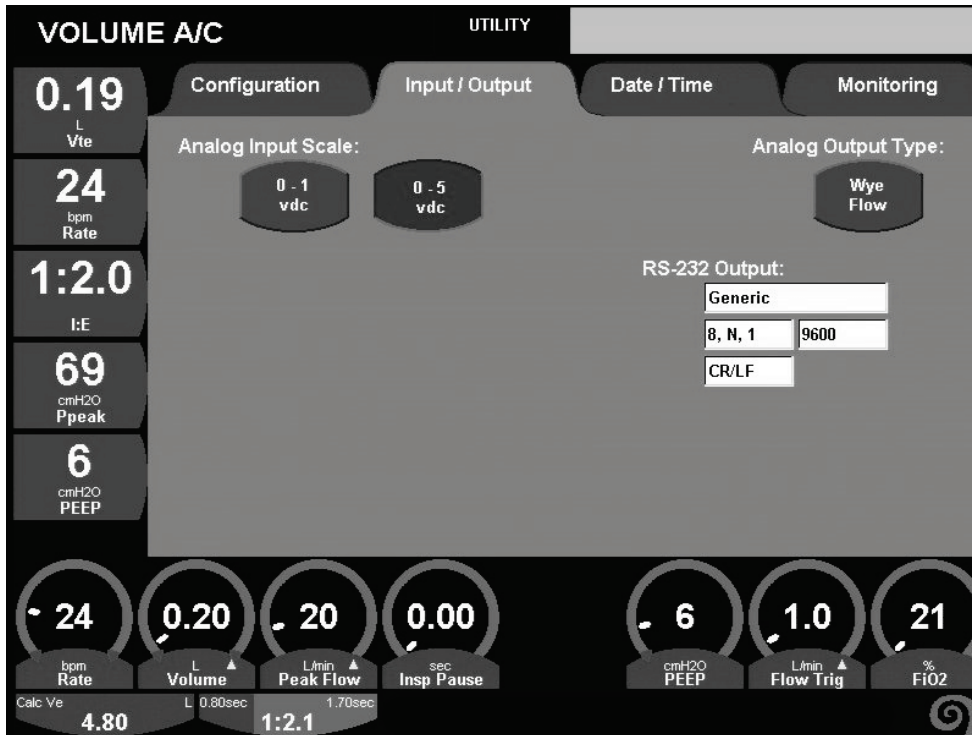 VOLUME A/C
UTILITY
Configuration
Input / Output
Date / Time
Monitoring
0.19
L
Vte
24
bpm
Rate
1:2.0
I:E
69
cmH2O
Ppeak
6
cmH2O
PEEP
Analog Input Scale:
0 - 1
vdc
0 - 5
vdc
Analog Output Type:
Wye
Flow
RS-232 Output:
Generic
8, N, 1
9600
CR/LF
24
bpm
Rate
0.20
L
Volume
20
L/min
Peak Flow
0.00
sec
Insp Pause
6
cmH2O
PEEP
1.0
L/min
Flow Trig
21
%
FiO2
Calc Ve
L
4.80
0.80sec
1.70sec
1:2.1